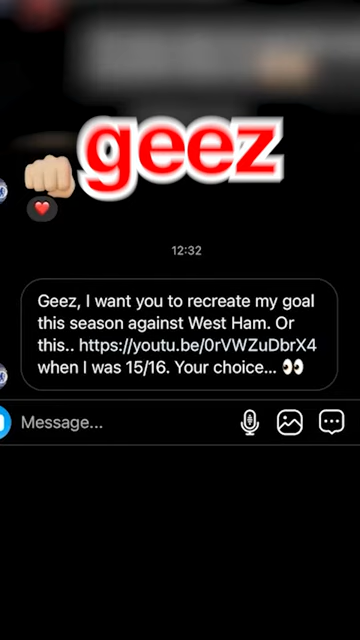 geez
12:32
Geez, I want you to recreate my goal
this season against West Ham. Or
this.. https://youtu.be/0rVWZuDbrX4
when I was 15/16. Your choice... 👀
Message...